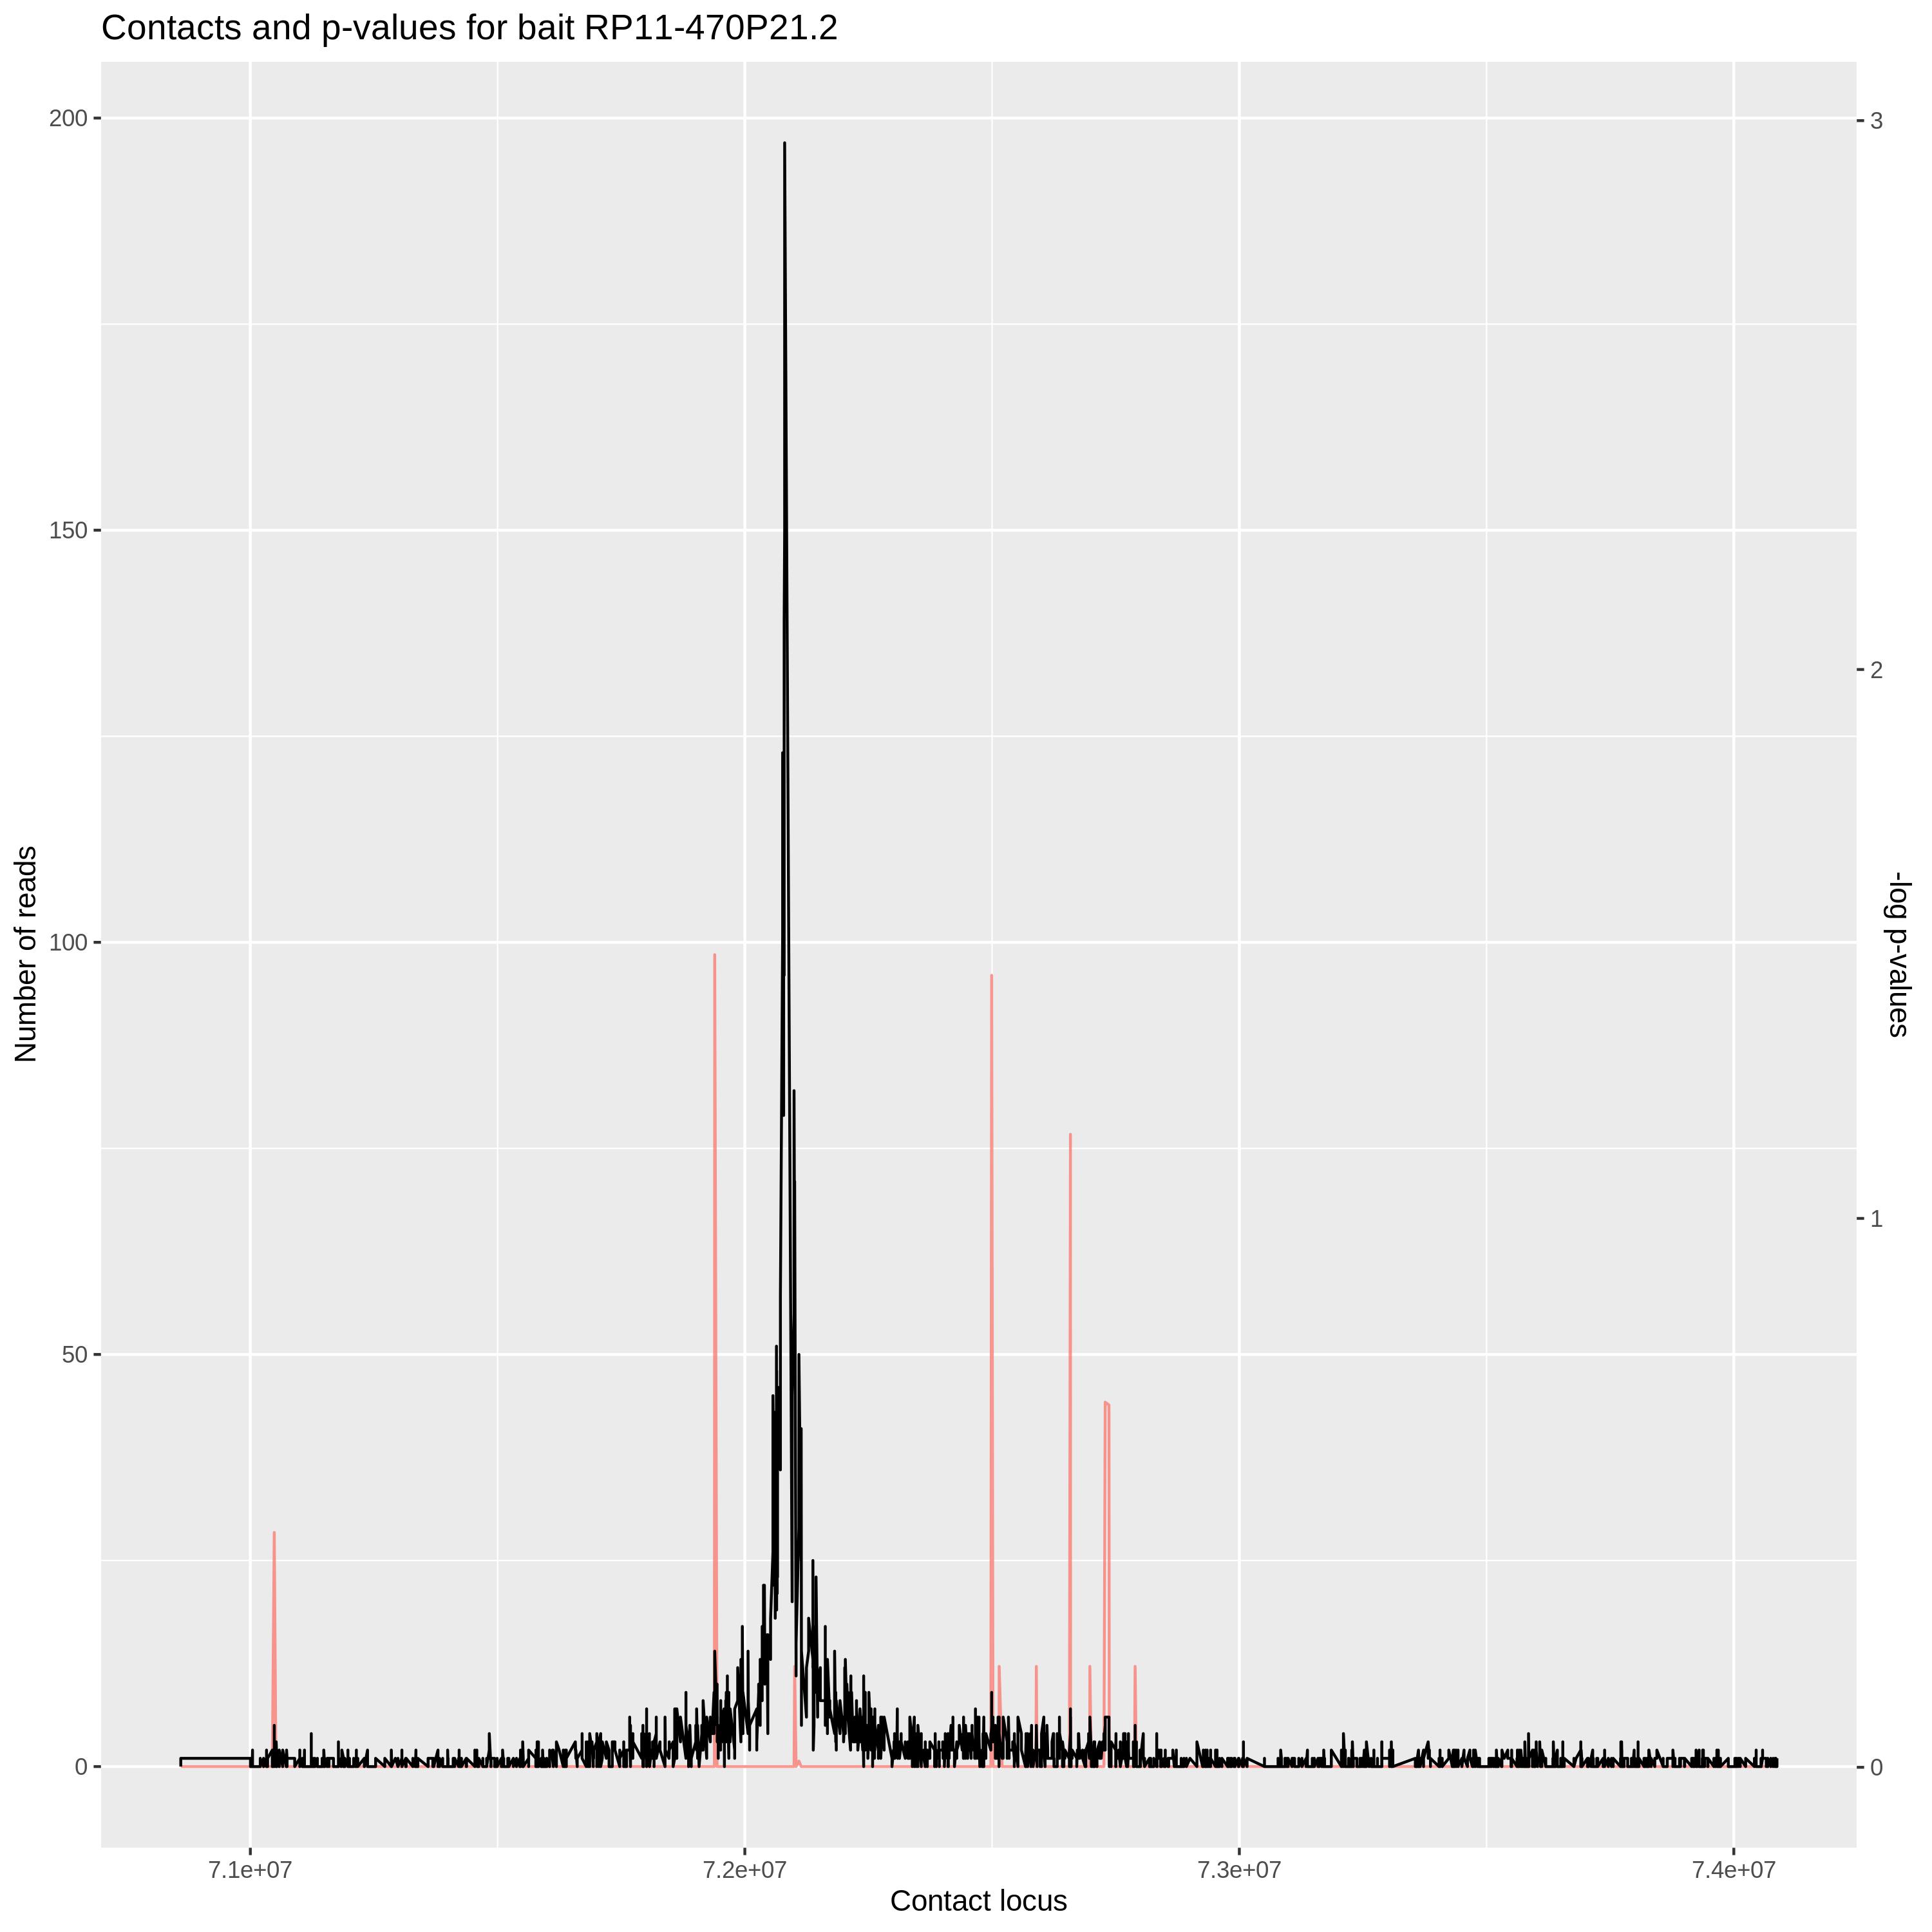 Contacts and p-values for bait RP11-470P21.2
200
150
100
50
0
Number of reads
3
2
1
0
-log p-values
7.1e+07 7.2e+07 7.3e+07 7.4e+07
Contact locus